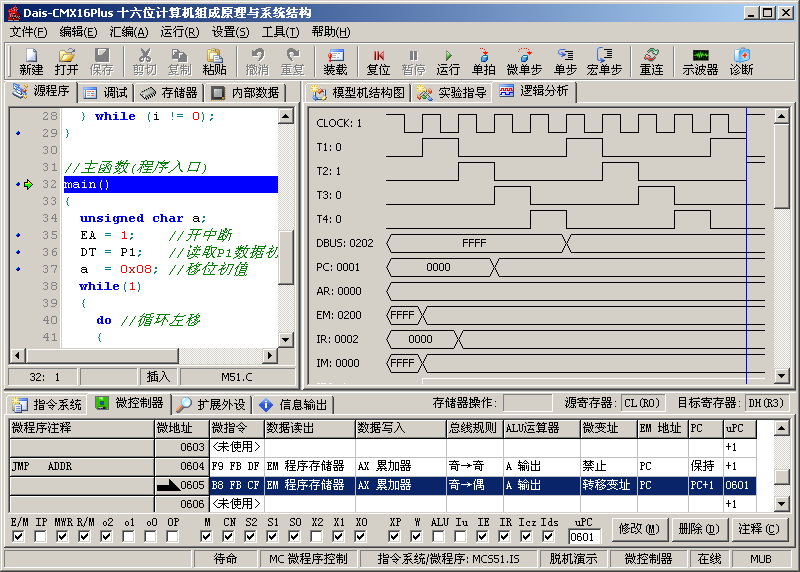 Dais-CMX16Plus 十六位计算机组成原理与系统结构
文件(F) 编辑(E) 汇编(A) 运行(R) 设置(S) 工具(T) 帮助(H)
新建 打开 保存 剪切 复制 粘贴 撤消 重复 装载 复位 暂停 运行 单拍 微单步 单步 宏单步 重连 示波器 诊断
源程序 调试 存储器 内部数据
28 } while (i != 0);
29 }
30
31 //主函数(程序入口)
32 main()
33 {
34 unsigned char a;
35 EA = 1; //开中断
36 DT = P1; //读取P1数据初
37 a = 0x08; //移位初值
38 while(1)
39 {
40 do //循环左移
41 {
32: 1 插入 M51.C
模型机结构图 实验指导 逻辑分析
CLOCK: 1
T1: 0
T2: 1
T3: 0
T4: 0
DBUS: 0202 FFFF
PC: 0001 0000
AR: 0000
EM: 0200 FFFF
IR: 0002 0000
IM: 0000 FFFF
指令系统 微控制器 扩展外设 信息输出 存储器操作: 源寄存器: CL(R0) 目标寄存器: DH(R3)
微程序注释 微地址 微指令 数据读出 数据写入 总线规则 ALU运算器 微变址 EM 地址 PC uPC
0603 <未使用> +1
JMP ADDR 0604 F9 FB DF EM 程序存储器 AX 累加器 奇→奇 A 输出 禁止 PC 保持 +1
0605 B8 FB CF EM 程序存储器 AX 累加器 奇→偶 A 输出 转移变址 PC PC+1 0601
0606 <未使用> +1
E/M IP MWR R/M o2 o1 o0 OP M CN S2 S1 S0 X2 X1 X0 XP W ALU Iu IE IR Icz Ids uPC
0601 修改(M) 删除(D) 注释(C)
待命 MC 微程序控制 指令系统/微程序: MCS51.IS 脱机演示 微控制器 在线 MUB